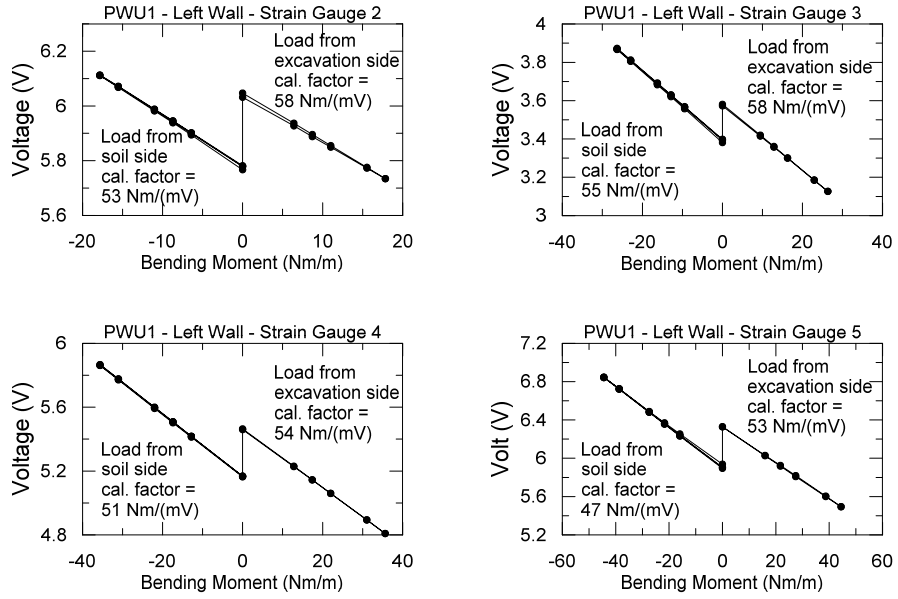 PWU1 - Left Wall - Strain Gauge 2
Voltage (V)
6.2
6
5.8
5.6
Load from
excavation side
cal. factor =
58 Nm/(mV)
Load from
soil side
cal. factor =
53 Nm/(mV)
-20 -10 0 10 20
Bending Moment (Nm/m)
PWU1 - Left Wall - Strain Gauge 3
Voltage (V)
4
3.8
3.6
3.4
3.2
3
Load from
excavation side
cal. factor =
58 Nm/(mV)
Load from
soil side
cal. factor =
55 Nm/(mV)
-40 -20 0 20 40
Bending Moment (Nm/m)
PWU1 - Left Wall - Strain Gauge 4
Voltage (V)
6
5.6
5.2
4.8
Load from
excavation side
cal. factor =
54 Nm/(mV)
Load from
soil side
cal. factor =
51 Nm/(mV)
-40 -20 0 20 40
Bending Moment (Nm/m)
PWU1 - Left Wall - Strain Gauge 5
Volt (V)
7.2
6.8
6.4
6
5.6
5.2
Load from
excavation side
cal. factor =
53 Nm/(mV)
Load from
soil side
cal. factor =
47 Nm/(mV)
-60 -40 -20 0 20 40 60
Bending Moment (Nm/m)